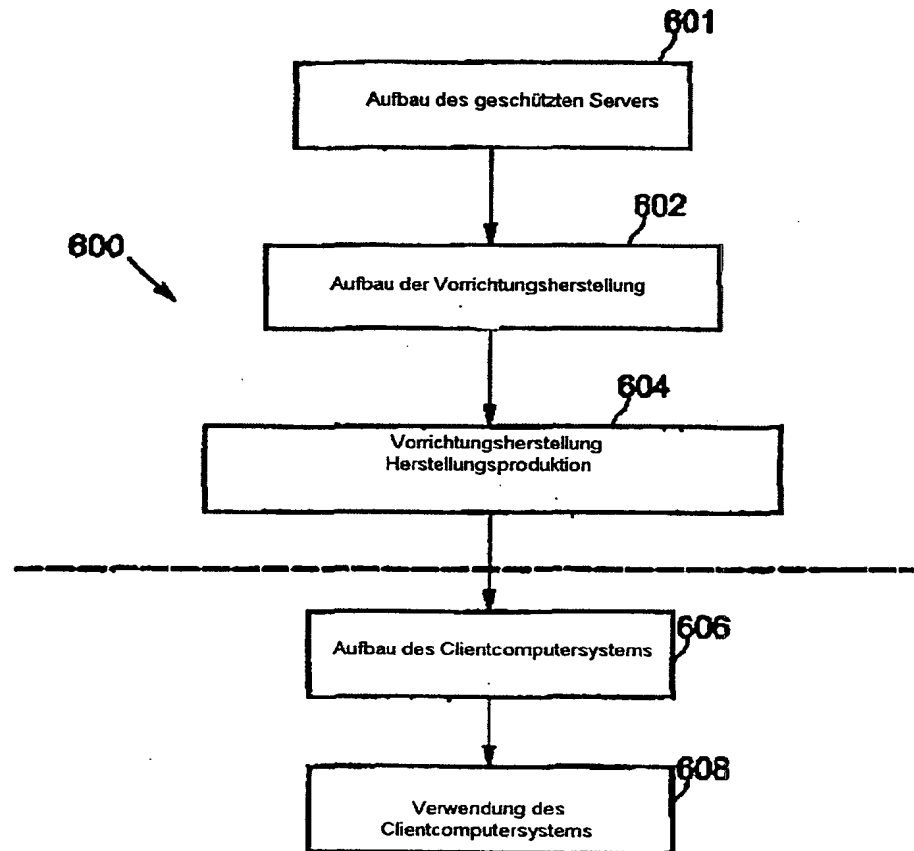 601
Aufbau des geschützten Servers
602
600
Aufbau der Vorrichtungsherstellung
604
Vorrichtungsherstellung
Herstellungsproduktion
606
Aufbau des Clientcomputersystems
608
Verwendung des
Clientcomputersystems